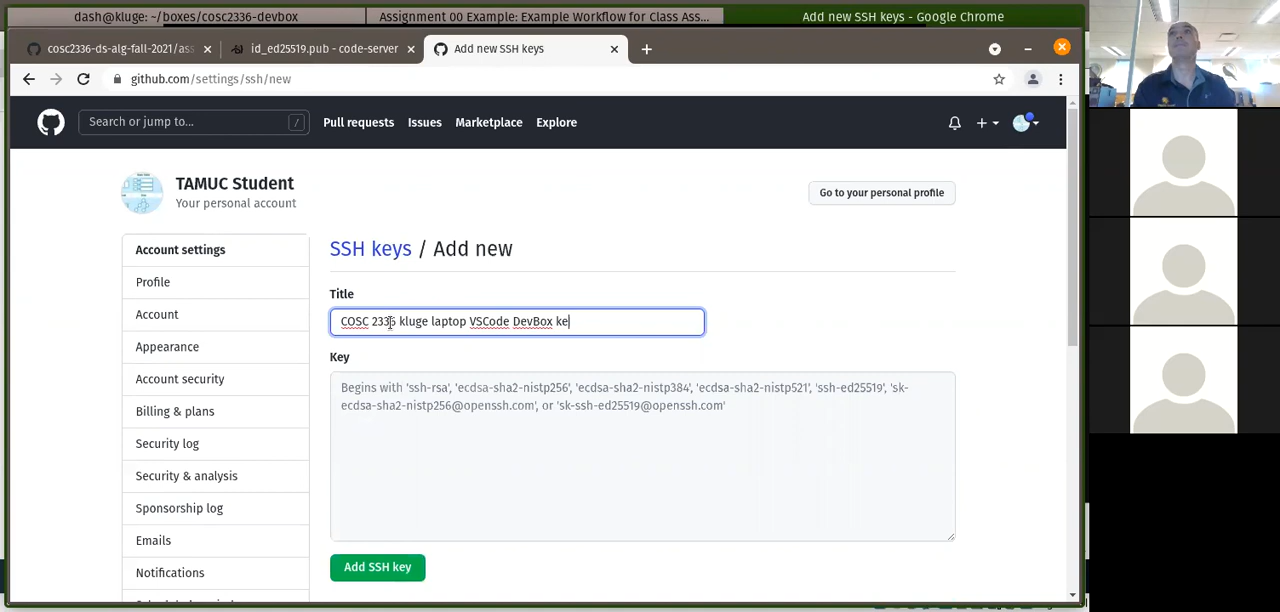 dash@kluge: ~/boxes/cosc2336-devbox
Assignment 00 Example: Example Workflow for Class Ass...
Add new SSH keys - Google Chrome
cosc2336-ds-alg-fall-2021/ass
id_ed25519.pub - code-server
Add new SSH keys
github.com/settings/ssh/new
Search or jump to...
/
Pull requests
Issues
Marketplace
Explore
TAMUC Student
Your personal account
Go to your personal profile
Account settings
Profile
Account
Appearance
Account security
Billing & plans
Security log
Security & analysis
Sponsorship log
Emails
Notifications
SSH keys / Add new
Title
COSC 2336 kluge laptop VSCode DevBox ke
Key
Begins with 'ssh-rsa', 'ecdsa-sha2-nistp256', 'ecdsa-sha2-nistp384', 'ecdsa-sha2-nistp521', 'ssh-ed25519', 'sk-
ecdsa-sha2-nistp256@openssh.com', or 'sk-ssh-ed25519@openssh.com'
Add SSH key